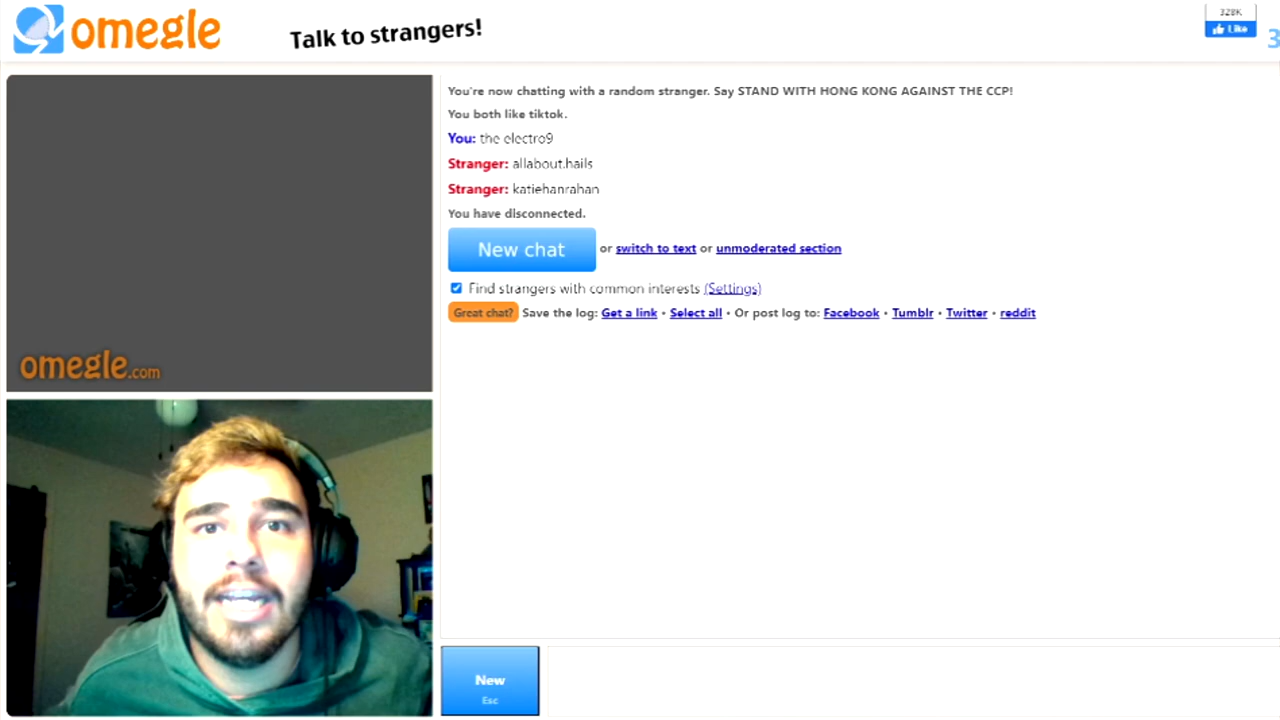 omegle
Talk to strangers!
328K
Like
3
You're now chatting with a random stranger. Say STAND WITH HONG KONG AGAINST THE CCP!
You both like tiktok.
You: the electro9
Stranger: allabout.hails
Stranger: katiehanrahan
You have disconnected.
New chat or switch to text or unmoderated section
Find strangers with common interests (Settings)
Great chat? Save the log: Get a link • Select all • Or post log to: Facebook • Tumblr • Twitter • reddit
omegle.com
New
Esc